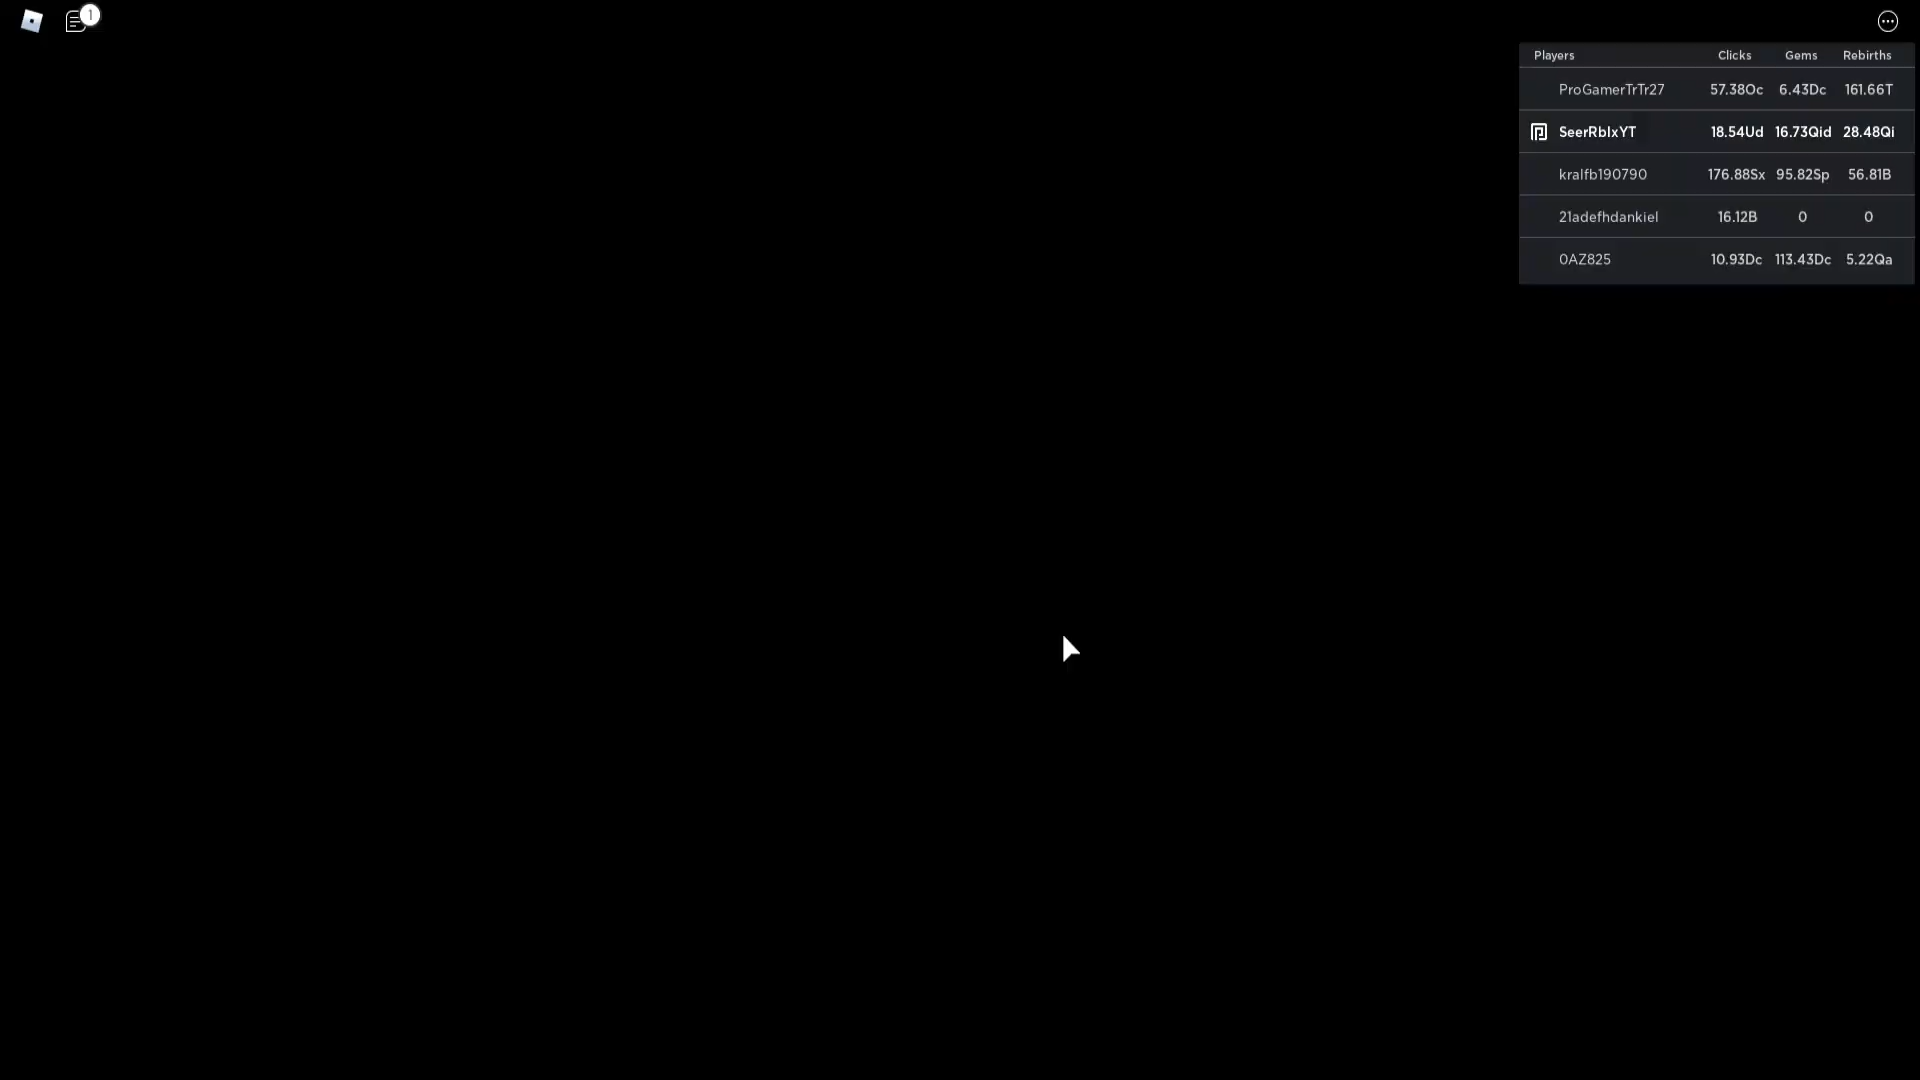 1
Players Clicks Gems Rebirths
ProGamerTrTr27 57.38Oc 6.43Dc 161.66T
SeerRblxYT 18.54Ud 16.73Qid 28.48Qi
kralfb190790 176.88Sx 95.82Sp 56.81B
21adefhdankiel 16.12B 0 0
0AZ825 10.93Dc 113.43Dc 5.22Qa